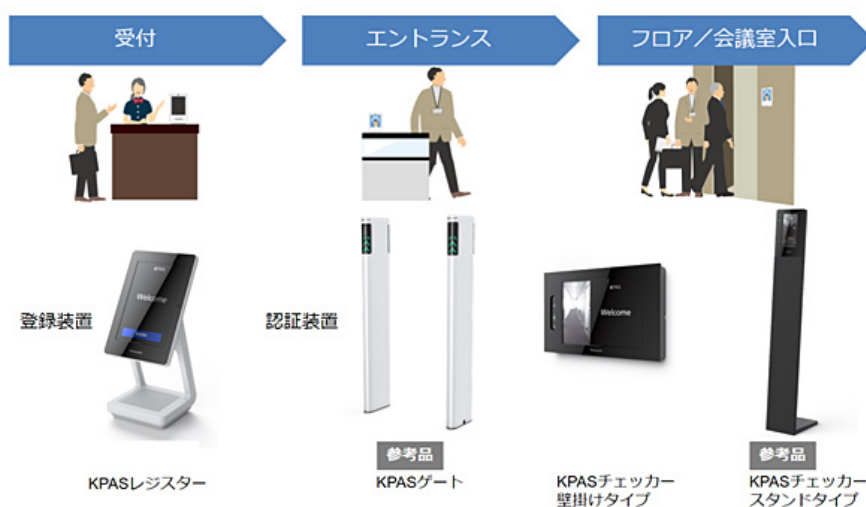 受付
エントランス
フロア／会議室入口
登録装置
Welcome
認証装置
Welcome
参考品
参考品
KPASレジスター
KPASゲート
KPASチェッカー
壁掛けタイプ
KPASチェッカー
スタンドタイプ